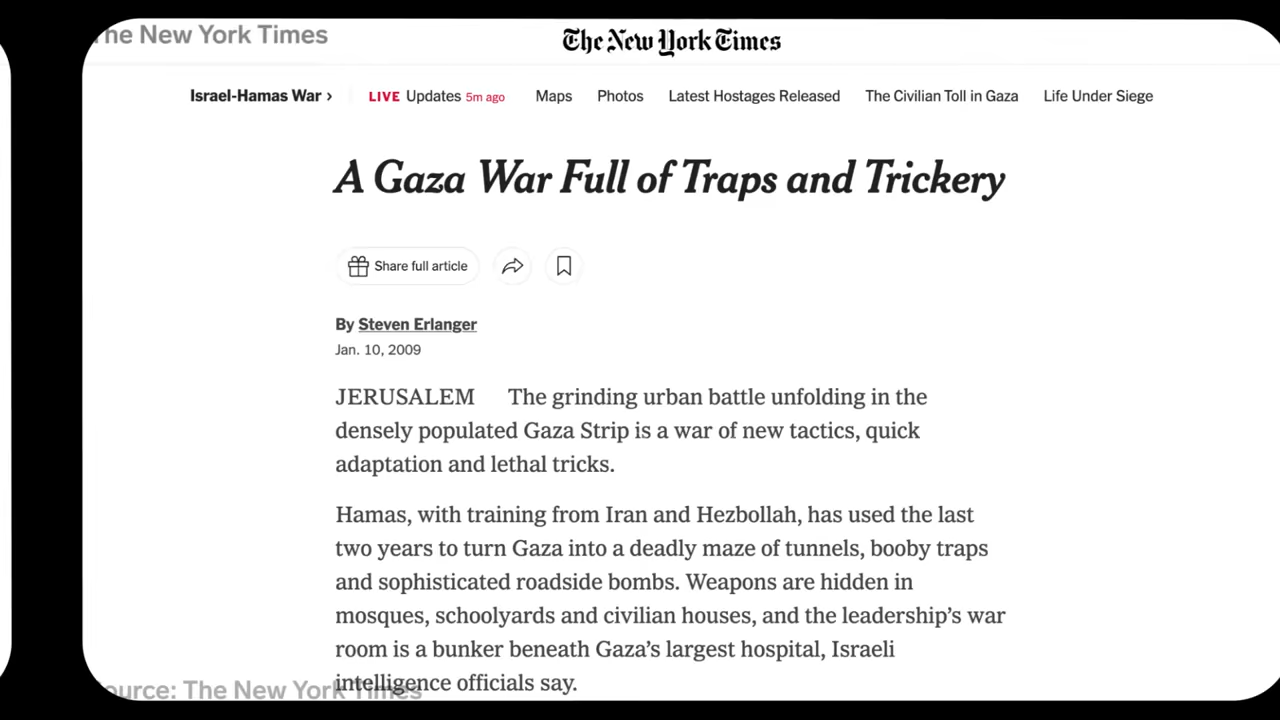 he New York Times
The New York Times
Israel-Hamas War ›
LIVE Updates 5m ago
Maps
Photos
Latest Hostages Released
The Civilian Toll in Gaza
Life Under Siege
A Gaza War Full of Traps and Trickery
Share full article
By Steven Erlanger
Jan. 10, 2009
JERUSALEM The grinding urban battle unfolding in the
densely populated Gaza Strip is a war of new tactics, quick
adaptation and lethal tricks.
Hamas, with training from Iran and Hezbollah, has used the last
two years to turn Gaza into a deadly maze of tunnels, booby traps
and sophisticated roadside bombs. Weapons are hidden in
mosques, schoolyards and civilian houses, and the leadership's war
room is a bunker beneath Gaza's largest hospital, Israeli
intelligence officials say.
ource: The New York Times